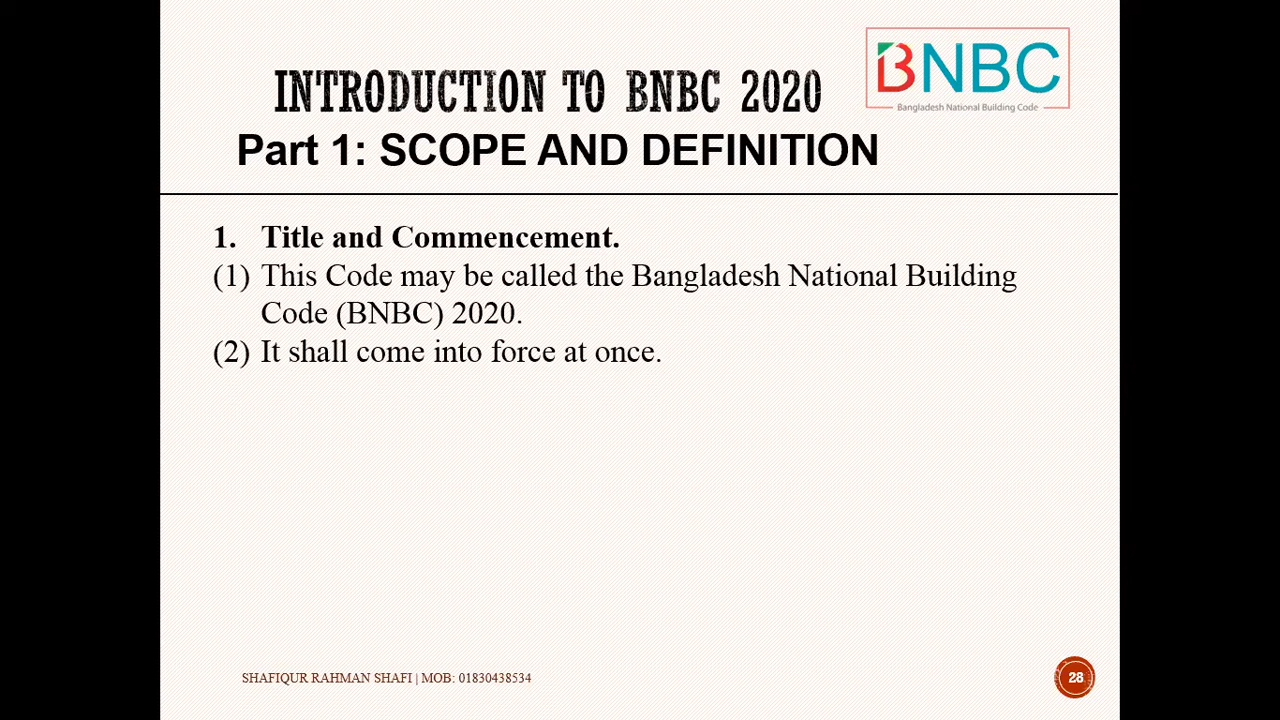 INTRODUCTION TO BNBC 2020
BNBC
Bangladesh National Building Code
Part 1: SCOPE AND DEFINITION
1. Title and Commencement.
(1) This Code may be called the Bangladesh National Building
Code (BNBC) 2020.
(2) It shall come into force at once.
SHAFIQUR RAHMAN SHAFI | MOB: 01830438534
28